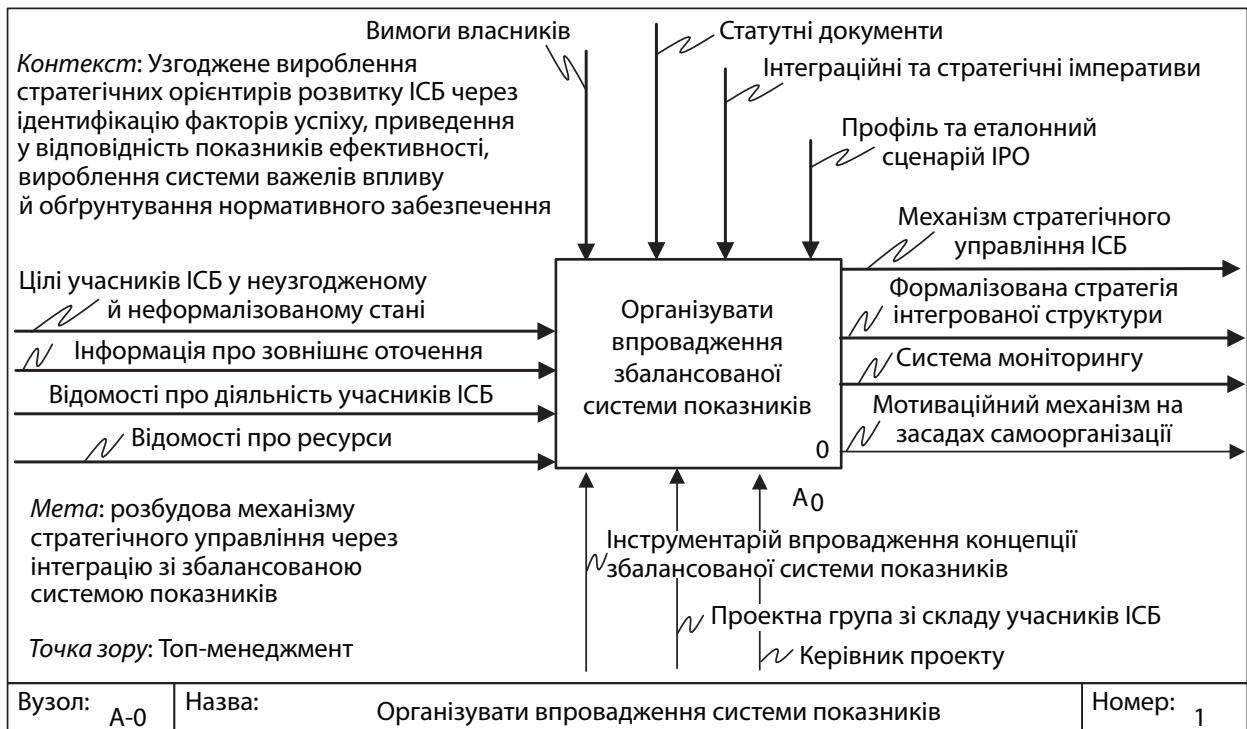 Вимоги власників
Статутні документи
Контекст: Узгоджене вироблення
стратегічних орієнтирів розвитку ІСБ через
ідентифікацію факторів успіху, приведення
у відповідність показників ефективності,
вироблення системи важелів впливу
й обґрунтування нормативного забезпечення
Інтеграційні та стратегічні імперативи
Профіль та еталонний
сценарій ІРО
Механізм стратегічного
управління ІСБ
Цілі учасників ІСБ у неузгодженому
й неформалізованому стані
Інформація про зовнішнє оточення
Відомості про діяльність учасників ІСБ
Відомості про ресурси
Організувати
впровадження
збалансованої
системи показників
0
Формалізована стратегія
інтегрованої структури
Система моніторингу
Мотиваційний механізм на
засадах самоорганізації
A0
Мета: розбудова механізму
стратегічного управління через
інтеграцію зі збалансованою
системою показників
Точка зору: Топ-менеджмент
Інструментарій впровадження концепції
збалансованої системи показників
Проектна група зі складу учасників ІСБ
Керівник проекту
Вузол: А-0
Назва: Організувати впровадження системи показників
Номер: 1